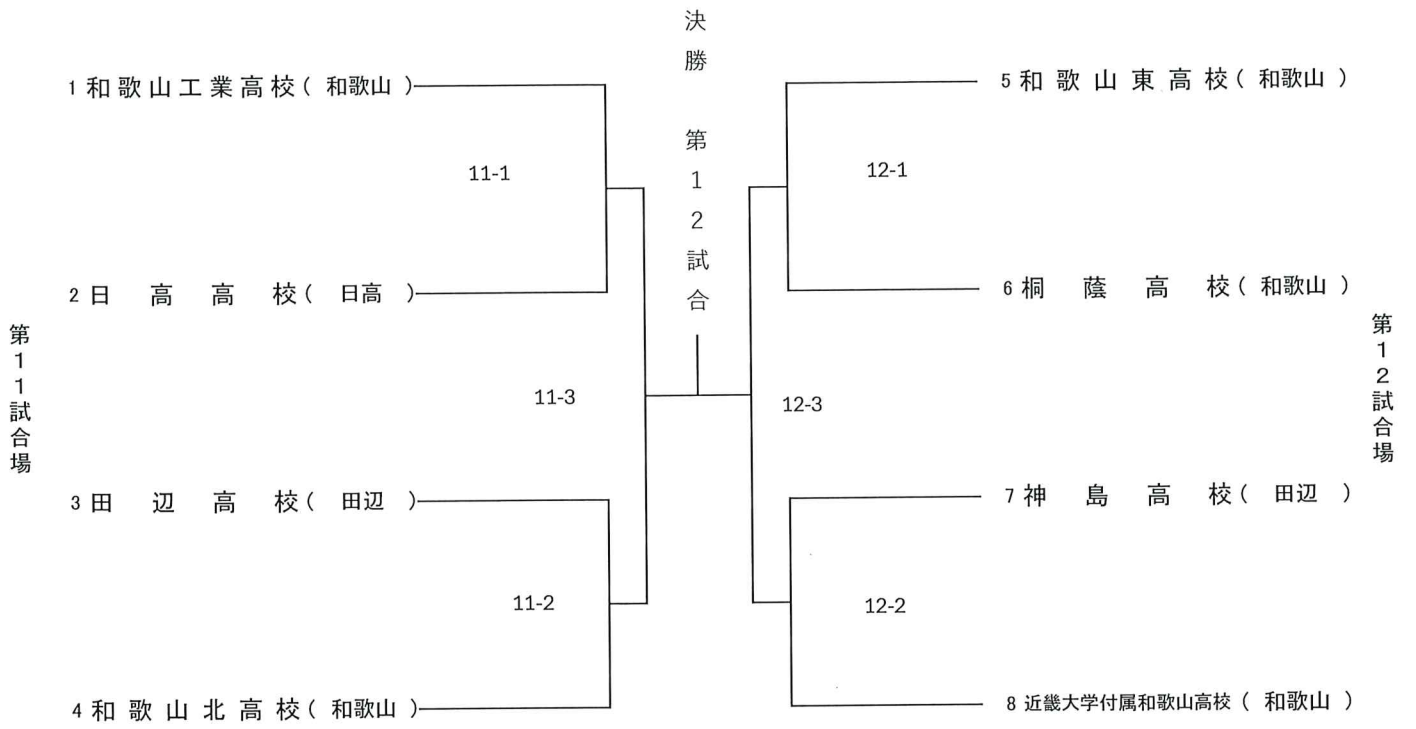 決勝 第12試合
第11試合場
1 和歌山工業高校( 和歌山 )
11-1
2 日高高校( 日高 )
11-3
3 田辺高校( 田辺 )
11-2
4 和歌山北高校( 和歌山 )
5 和歌山東高校( 和歌山 )
12-1
6 桐蔭高校( 和歌山 )
12-3
7 神島高校( 田辺 )
12-2
8 近畿大学付属和歌山高校( 和歌山 )
第12試合場